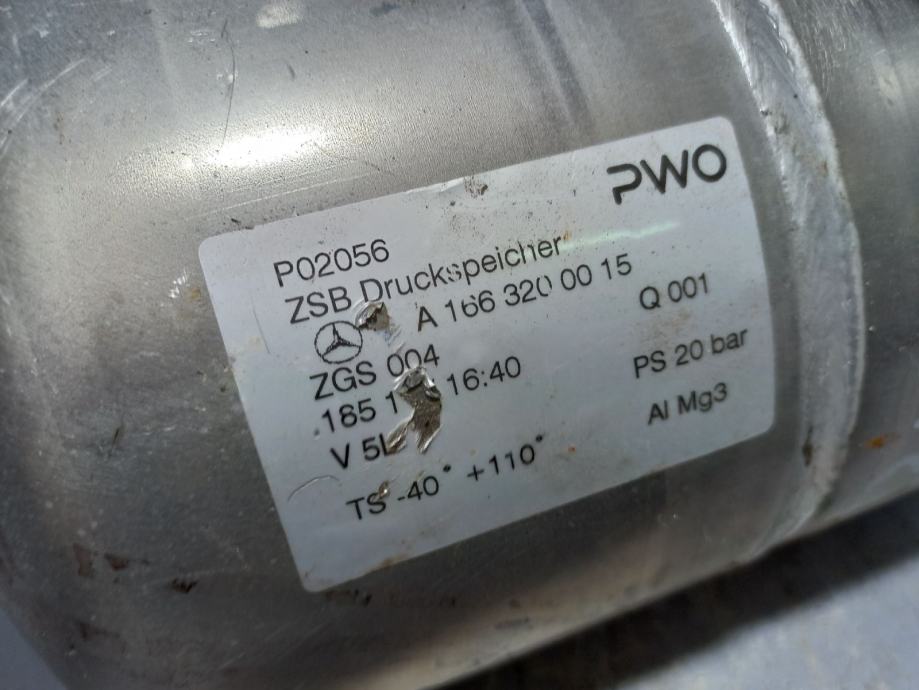 PWO
P02056
ZSB Druckspeicher
A 166 320 00 15
ZGS 004 Q 001
16:40
V 5L PS 20 bar
TS -40° +110° Al Mg3